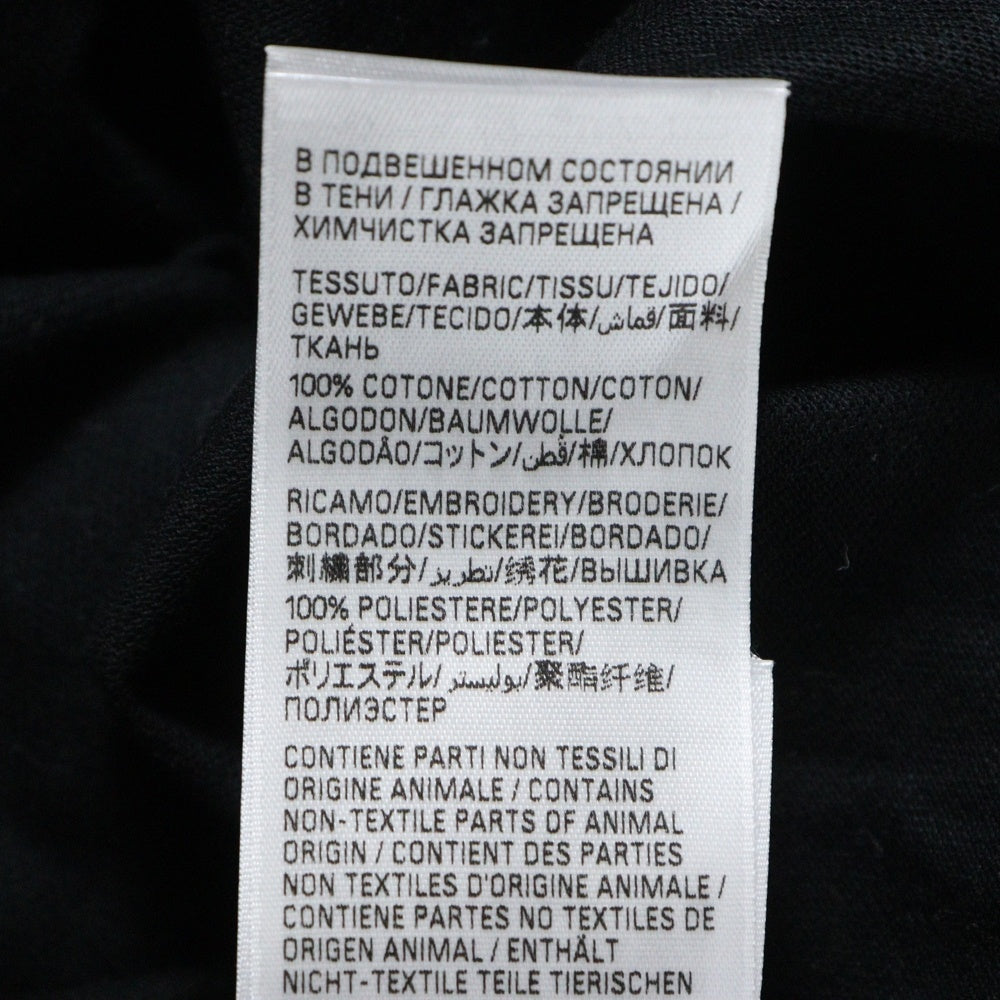 В ПОДВЕШЕННОМ СОСТОЯНИИ
В ТЕНИ / ГЛАЖКА ЗАПРЕЩЕНА /
ХИМЧИСТКА ЗАПРЕЩЕНА
TESSUTO/FABRIC/TISSU/TEJIDO/
GEWEBE/TECIDO/本体/قماش/面料/
ТКАНЬ
100% COTONE/COTTON/COTON/
ALGODON/BAUMWOLLE/
ALGODÃO/コットン/قطن/棉/ХЛОПОК
RICAMO/EMBROIDERY/BRODERIE/
BORDADO/STICKEREI/BORDADO/
刺繍部分/تطريز/绣花/ВЫШИВКА
100% POLIESTERE/POLYESTER/
POLIÉSTER/POLIESTER/
ポリエステル/بوليستر/聚酯纤维/
ПОЛИЭСТЕР
CONTIENE PARTI NON TESSILI DI
ORIGINE ANIMALE / CONTAINS
NON-TEXTILE PARTS OF ANIMAL
ORIGIN / CONTIENT DES PARTIES
NON TEXTILES D'ORIGINE ANIMALE /
CONTIENE PARTES NO TEXTILES DE
ORIGEN ANIMAL / ENTHÄLT
NICHT-TEXTILE TEILE TIERISCHEN